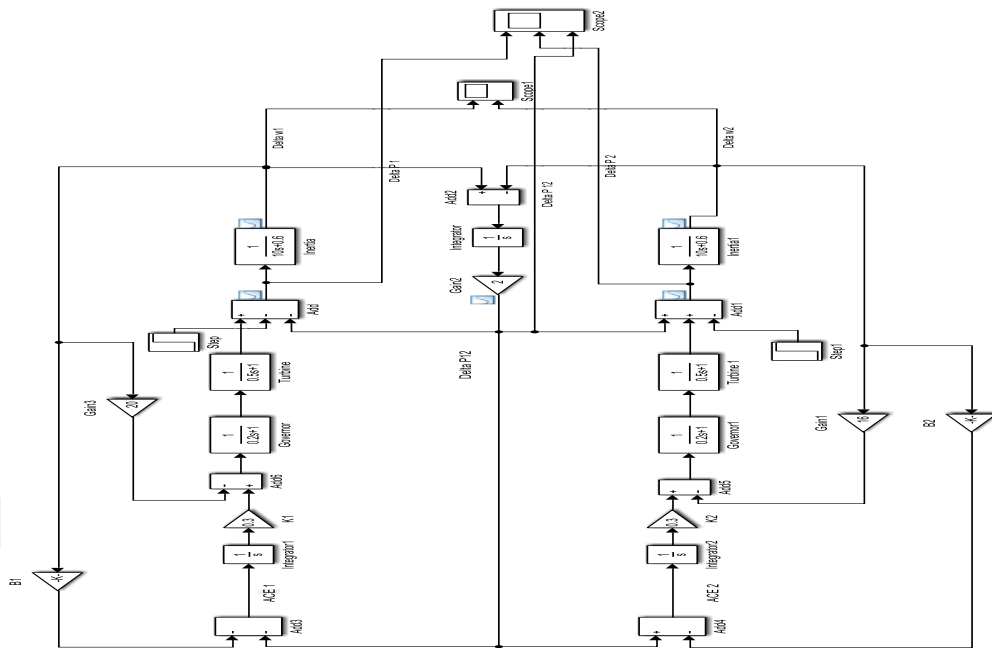 Scope2
Scope1
Delta w1
Delta w2
Delta P 1
Delta P 2
Delta P 12
Add2
Integrator
1
s
Gain2
2
Inertia
1
10s+0.6
Inertia1
1
10s+0.6
Add
+
-
-
Add1
+
+
-
Step
Step1
Delta P12
Turbine
1
0.5s+1
Turbine 1
1
0.5s+1
Gain3
20
Gain1
16
B2
-K-
Governor
1
0.2s+1
Governor1
1
0.2s+1
Add6
-
+
Add5
+
-
K1
0.3
K2
0.3
Integrator1
1
s
Integrator2
1
s
B1
-K-
ACE 1
ACE 2
Add3
-
-
Add4
+
-